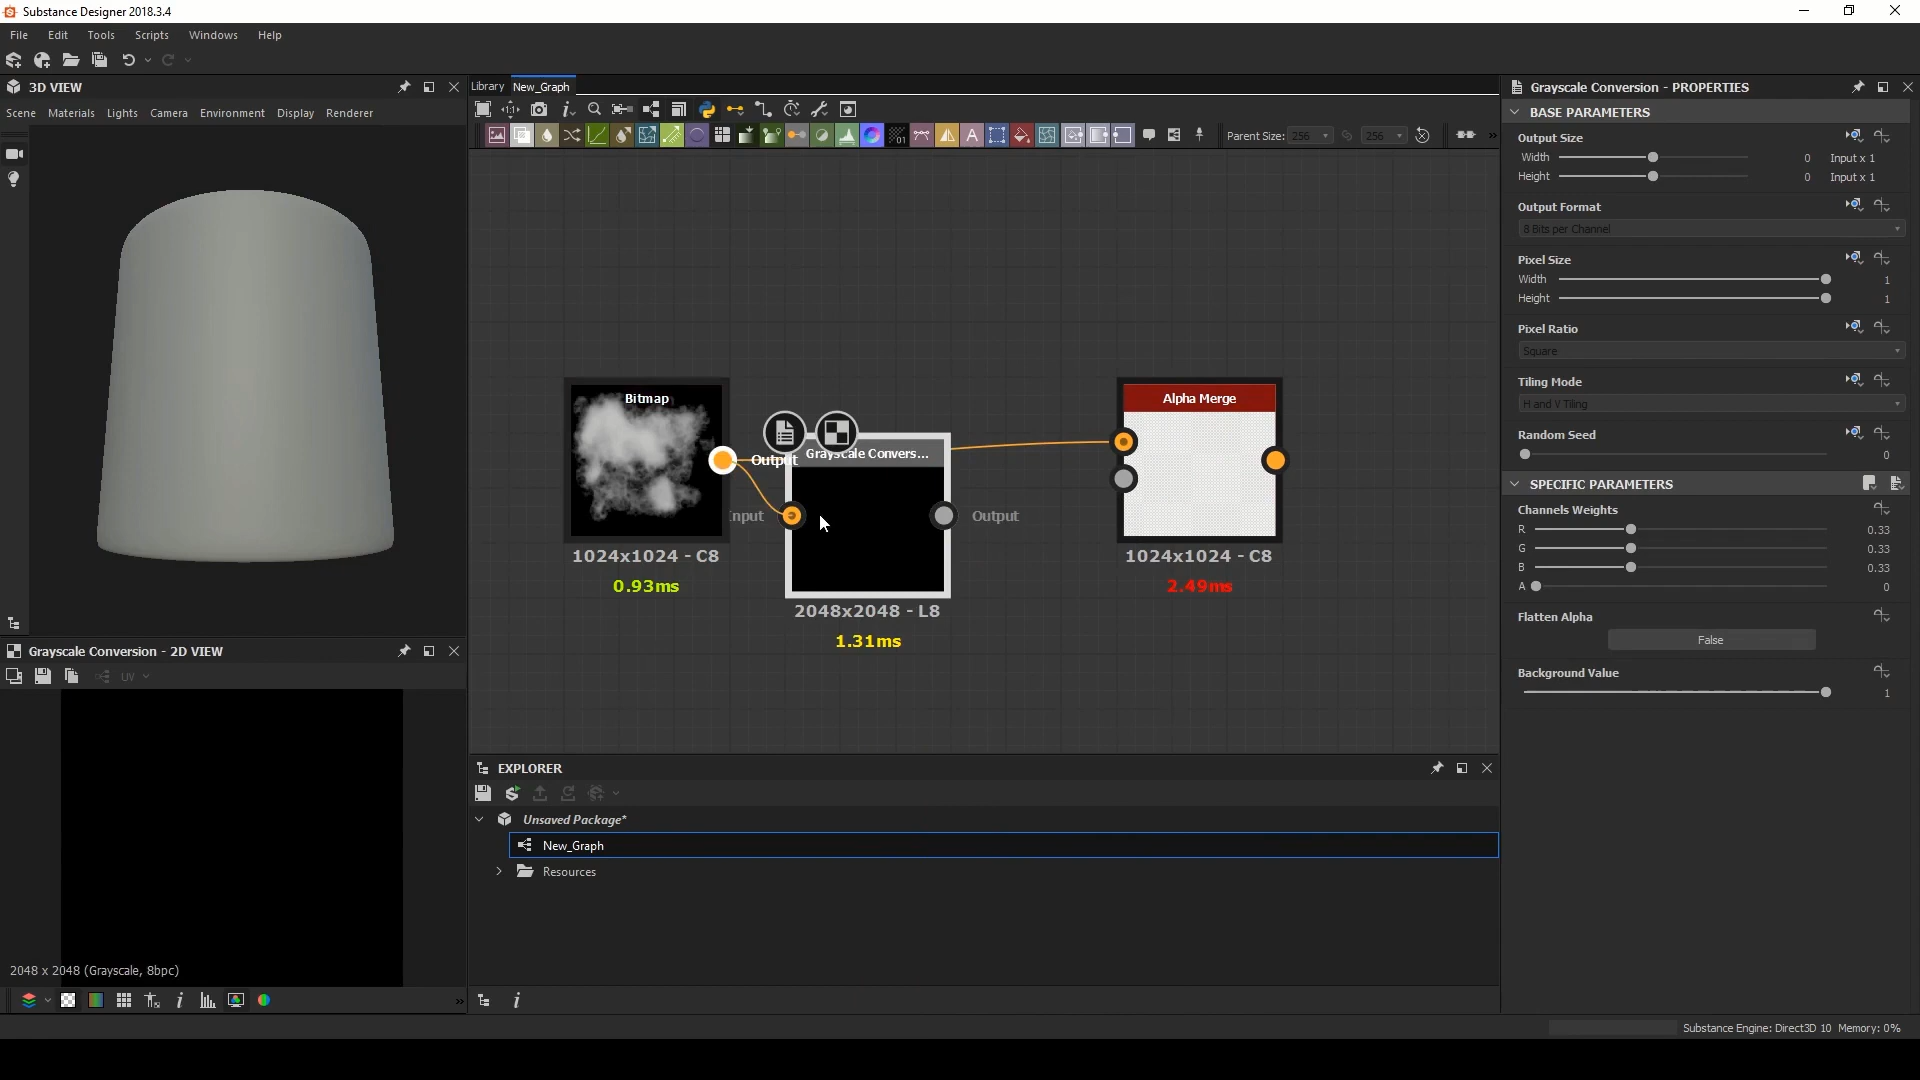 Substance Designer 2018.3.4
File Edit Tools Scripts Windows Help
3D VIEW
Scene Materials Lights Camera Environment Display Renderer
Library New_Graph
Parent Size: 256 256
Bitmap
Output
1024x1024 - C8
0.93ms
Grayscale Convers...
Input
Output
2048x2048 - L8
1.31ms
Alpha Merge
1024x1024 - C8
2.49ms
Grayscale Conversion - 2D VIEW
UV
2048 x 2048 (Grayscale, 8bpc)
EXPLORER
Unsaved Package*
New_Graph
Resources
Grayscale Conversion - PROPERTIES
BASE PARAMETERS
Output Size
Width 0 Input x 1
Height 0 Input x 1
Output Format
8 Bits per Channel
Pixel Size
Width 1
Height 1
Pixel Ratio
Square
Tiling Mode
H and V Tiling
Random Seed
0
SPECIFIC PARAMETERS
Channels Weights
R 0.33
G 0.33
B 0.33
A 0
Flatten Alpha
False
Background Value
1
Substance Engine: Direct3D 10 Memory: 0%